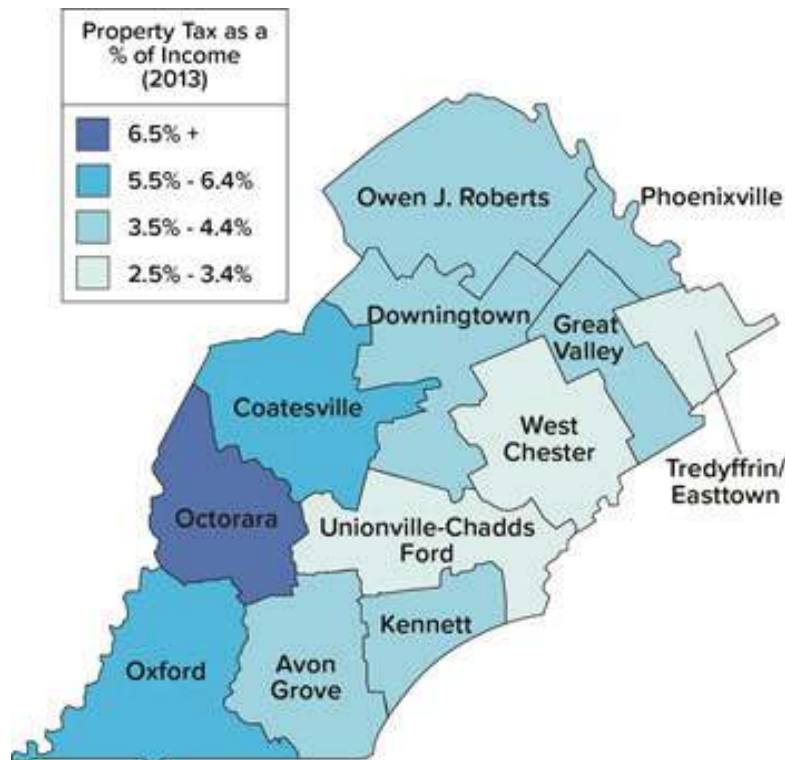 Property Tax as a
% of Income
(2013)
6.5% +
5.5% - 6.4%
3.5% - 4.4%
2.5% - 3.4%
Owen J. Roberts
Phoenixville
Downingtown
Great
Valley
Coatesville
West
Chester
Tredyffrin/
Easttown
Octorara
Unionville-Chadds
Ford
Kennett
Oxford
Avon
Grove